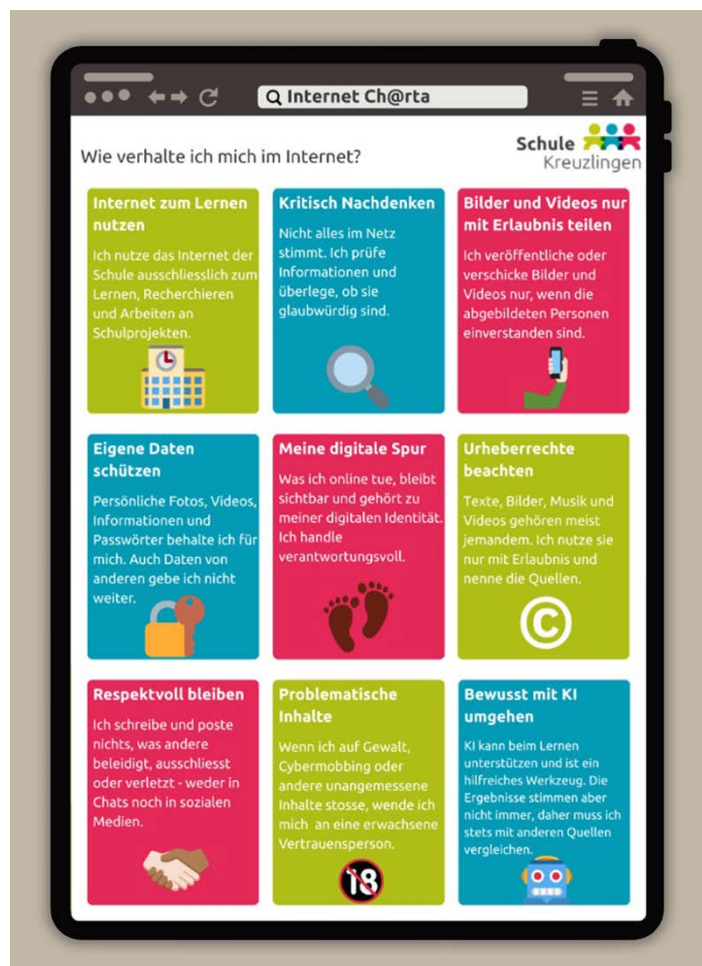 Internet Ch@rta
Schule
Kreuzlingen
Wie verhalte ich mich im Internet?
Internet zum Lernen
nutzen
Ich nutze das Internet der
Schule ausschliesslich zum
Lernen, Recherchieren
und Arbeiten an
Schulprojekten.
Kritisch Nachdenken
Nicht alles im Netz
stimmt. Ich prüfe
Informationen und
überlege, ob sie
glaubwürdig sind.
Bilder und Videos nur
mit Erlaubnis teilen
Ich veröffentliche oder
verschicke Bilder und
Videos nur, wenn die
abgebildeten Personen
einverstanden sind.
Eigene Daten
schützen
Persönliche Fotos, Videos,
Informationen und
Passwörter behalte ich für
mich. Auch Daten von
anderen gebe ich nicht
weiter.
Meine digitale Spur
Was ich online tue, bleibt
sichtbar und gehört zu
meiner digitalen Identität.
Ich handle
verantwortungsvoll.
Urheberrechte
beachten
Texte, Bilder, Musik und
Videos gehören meist
jemandem. Ich nutze sie
nur mit Erlaubnis und
nenne die Quellen.
©
Respektvoll bleiben
Ich schreibe und poste
nichts, was andere
beleidigt, ausschliesst
oder verletzt - weder in
Chats noch in sozialen
Medien.
Problematische
Inhalte
Wenn ich auf Gewalt,
Cybermobbing oder
andere unangemessene
Inhalte stosse, wende ich
mich an eine erwachsene
Vertrauensperson.
18
Bewusst mit KI
umgehen
KI kann beim Lernen
unterstützen und ist ein
hilfreiches Werkzeug. Die
Ergebnisse stimmen aber
nicht immer, daher muss ich
stets mit anderen Quellen
vergleichen.